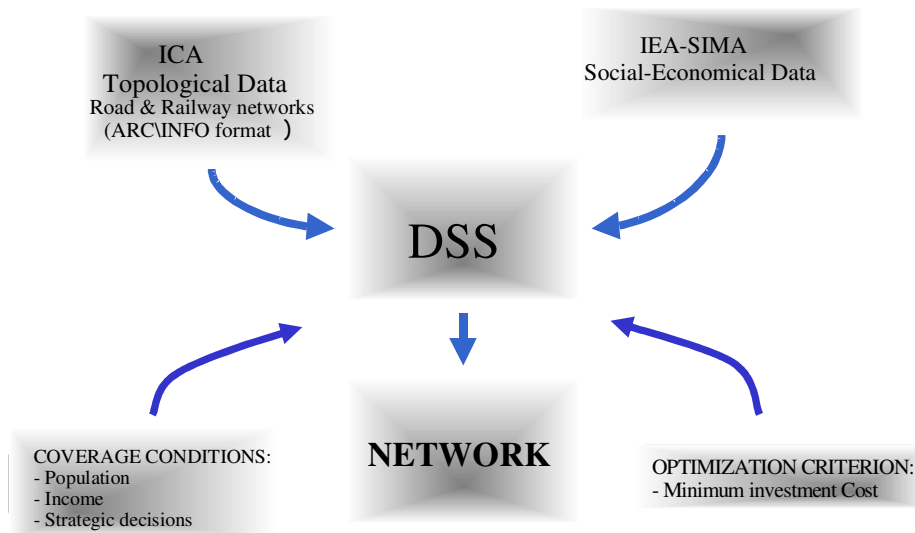 ICA
Topological Data
Road & Railway networks
(ARC\INFO format )
IEA-SIMA
Social-Economical Data
DSS
NETWORK
COVERAGE CONDITIONS:
- Population
- Income
- Strategic decisions
OPTIMIZATION CRITERION:
- Minimum investment Cost